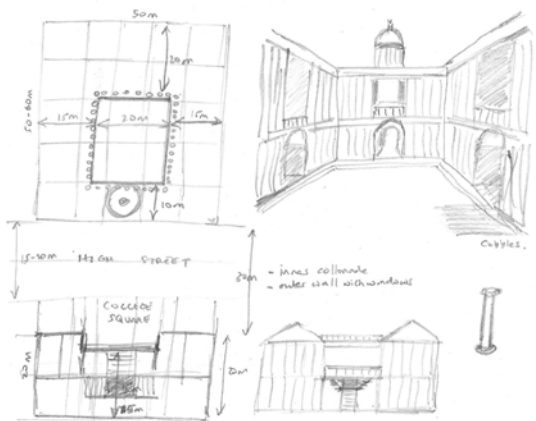 50m
20m
50-60m
15m
20m
15m
10m
Cobbles.
HIGH STREET
30m
- inner collonade
- outer wall with windows
COLLEGE
SQUARE
20m
20m